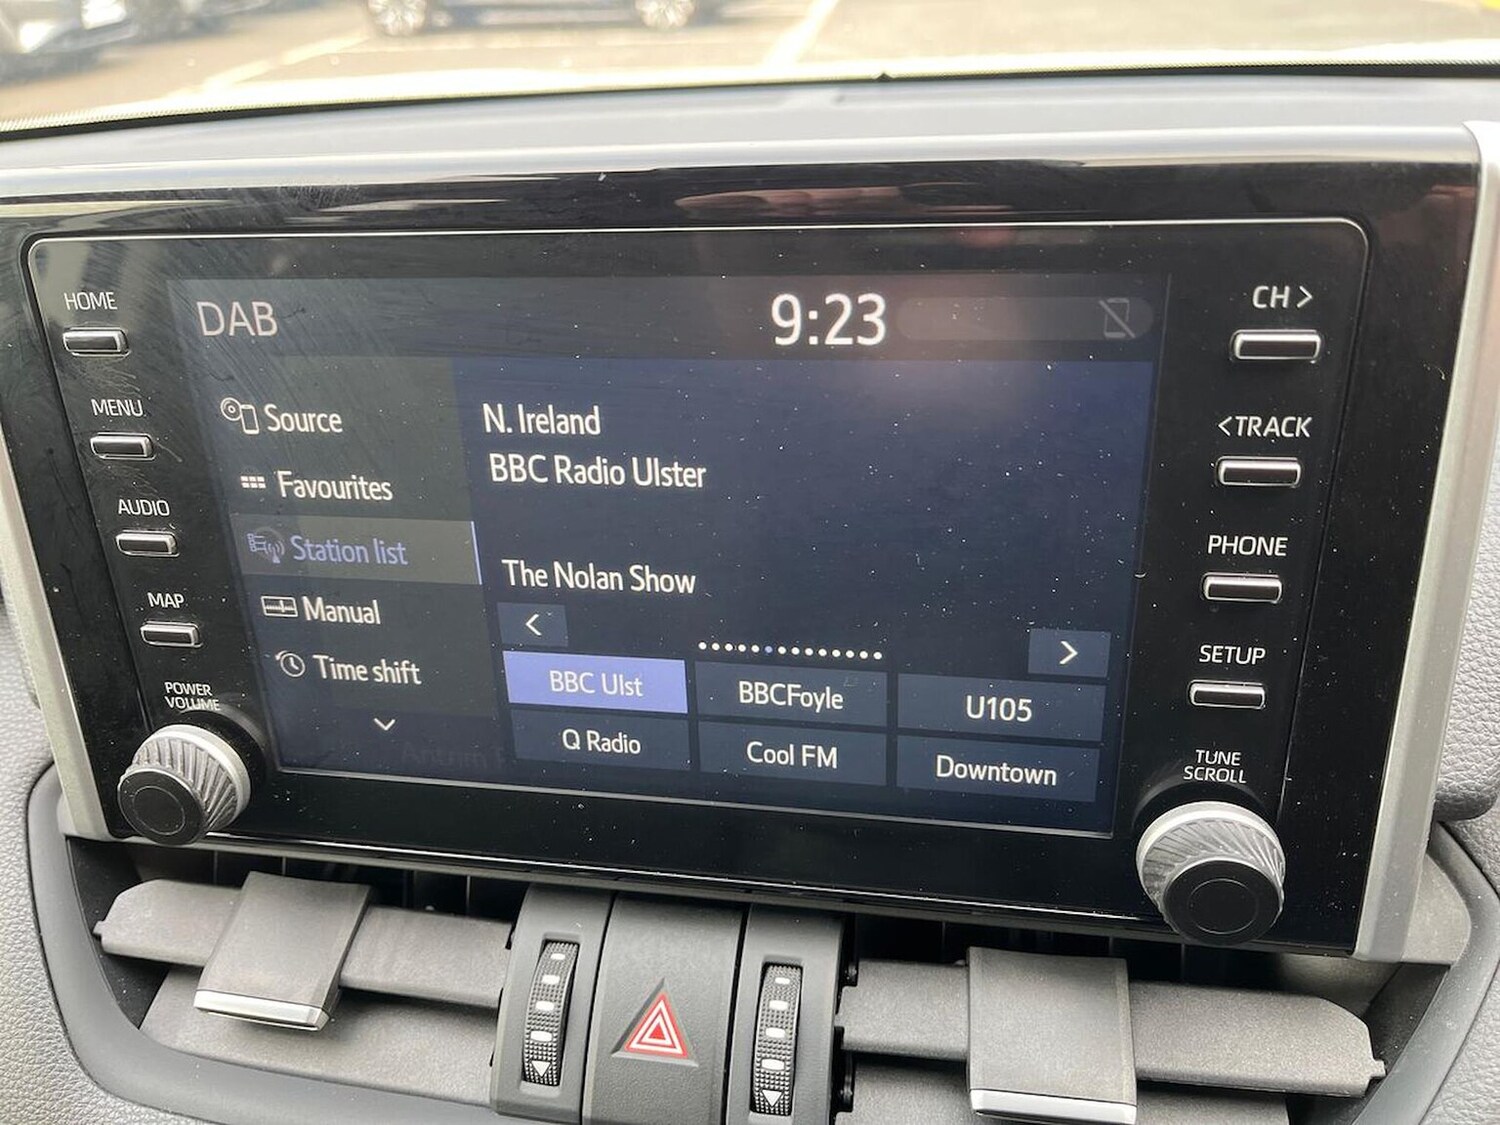 HOME
MENU
AUDIO
MAP
POWER
VOLUME
DAB
9:23
Source
Favourites
Station list
Manual
Time shift
N. Ireland
BBC Radio Ulster
The Nolan Show
<
>
BBC Ulst
BBCFoyle
U105
Q Radio
Cool FM
Downtown
CH >
<TRACK
PHONE
SETUP
TUNE
SCROLL